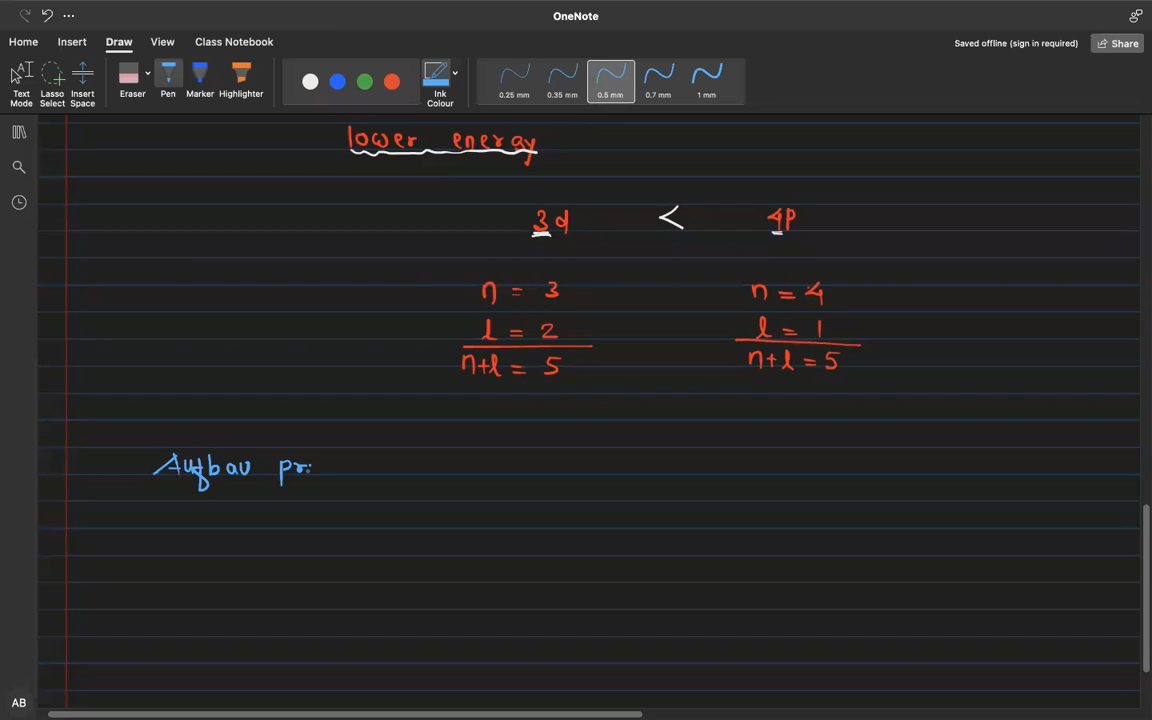 OneNote
Home Insert Draw View Class Notebook
Saved offline (sign in required) Share
Text Mode Lasso Select Insert Space Eraser Pen Marker Highlighter Ink Colour 0.25 mm 0.35 mm 0.5 mm 0.7 mm 1 mm
lower energy
3d < 4p
n = 3 n = 4
l = 2 l = 1
n+l = 5 n+l = 5
Aufbau pr
AB